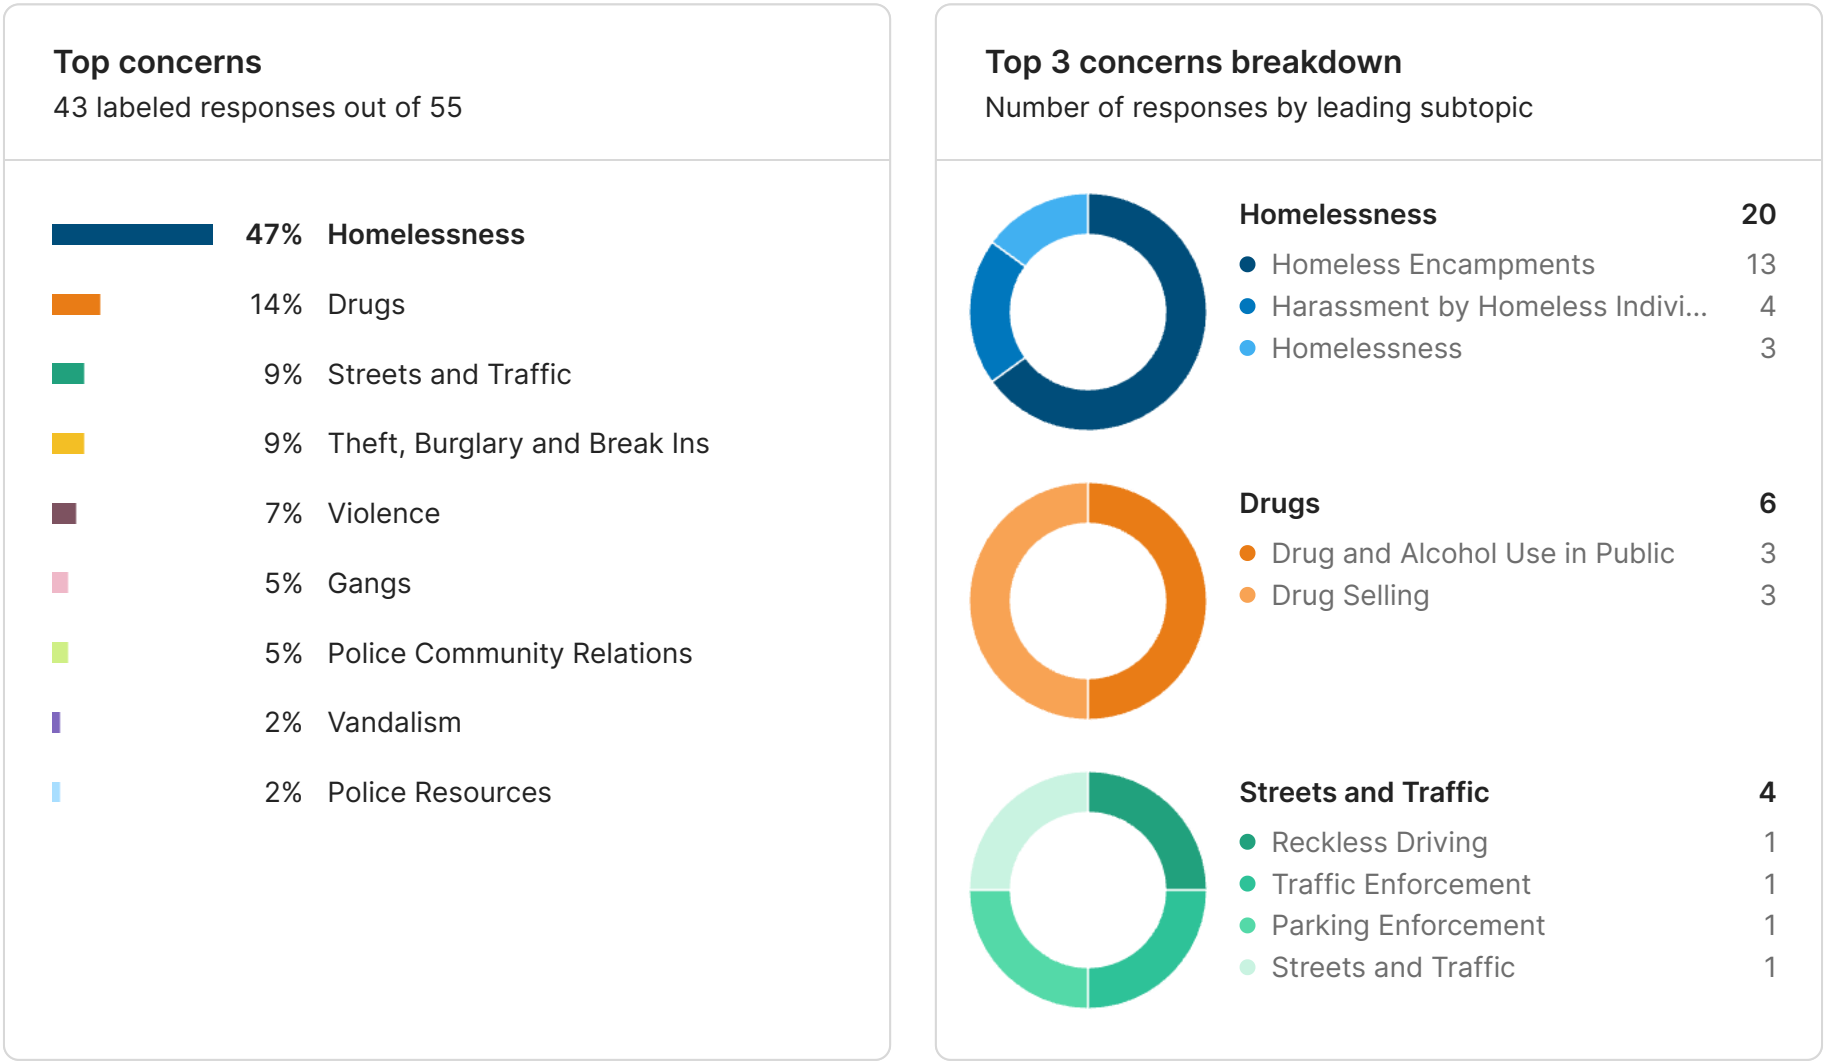 Top concerns
43 labeled responses out of 55
47% Homelessness
14% Drugs
9% Streets and Traffic
9% Theft, Burglary and Break Ins
7% Violence
5% Gangs
5% Police Community Relations
2% Vandalism
2% Police Resources
Top 3 concerns breakdown
Number of responses by leading subtopic
Homelessness 20
Homeless Encampments 13
Harassment by Homeless Indivi... 4
Homelessness 3
Drugs 6
Drug and Alcohol Use in Public 3
Drug Selling 3
Streets and Traffic 4
Reckless Driving 1
Traffic Enforcement 1
Parking Enforcement 1
Streets and Traffic 1